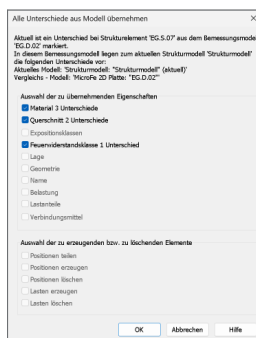 Alle Unterschiede aus Modell übernehmen
Aktuell ist ein Unterschied bei Strukturelement 'EG.S.07' aus dem Bemessungsmode
'EG.D.02' markiert.
In diesem Bemessungsmodell liegen zum aktuellen Strukturmodell 'Strukturmodell'
die folgenden Unterschiede vor:
Aktuelles Modell: 'Strukturmodell: "Strukturmodell" (aktuell)'
Vergleichs - Modell: 'MicroFe 2D Platte: "EG.D.02"'
Auswahl der zu übernehmenden Eigenschaften
Material 3 Unterschiede
Querschnitt 2 Unterschiede
Expositionsklassen
Feuerwiderstandsklasse 1 Unterschied
Lage
Geometrie
Name
Belastung
Lastanteile
Verbindungsmittel
Auswahl der zu erzeugenden bzw. zu löschenden Elemente
Positionen teilen
Positionen erzeugen
Positionen löschen
Lasten erzeugen
Lasten löschen
OK
Abbrechen
Hilfe